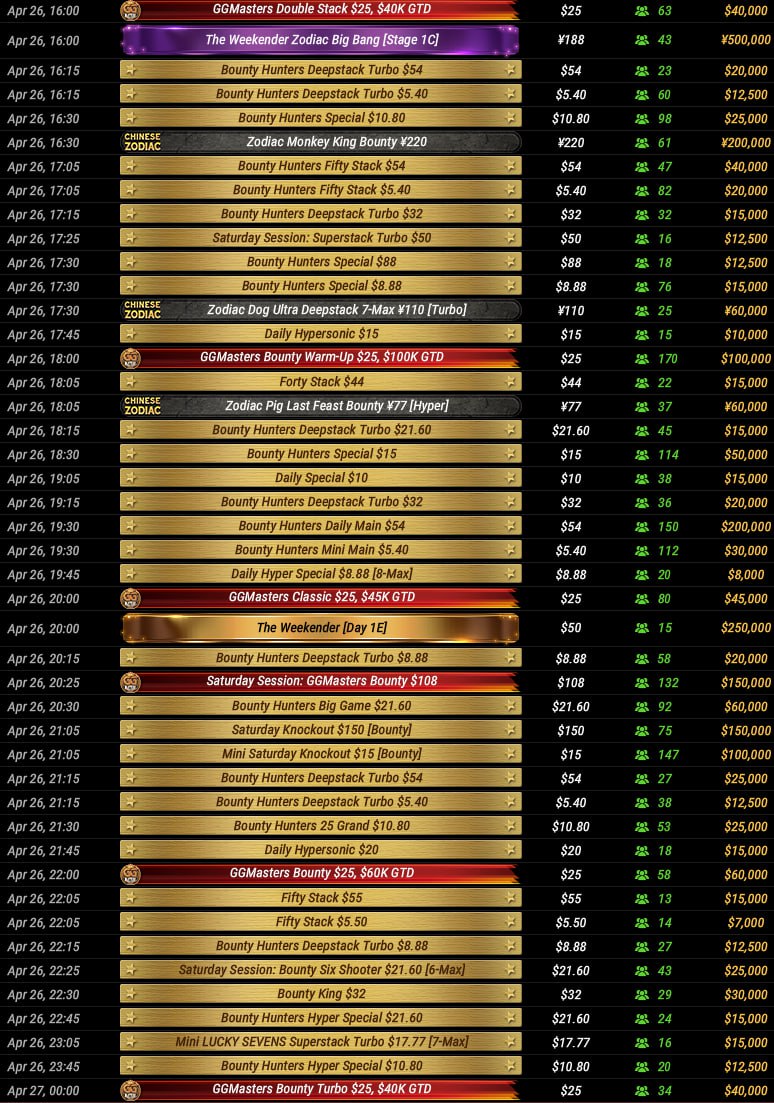 Apr 26, 16:00 GGMasters Double Stack $25, $40K GTD $25 63 $40,000
Apr 26, 16:00 The Weekender Zodiac Big Bang [Stage 1C] ¥188 43 ¥500,000
Apr 26, 16:15 Bounty Hunters Deepstack Turbo $54 $54 23 $20,000
Apr 26, 16:15 Bounty Hunters Deepstack Turbo $5.40 $5.40 60 $12,500
Apr 26, 16:30 Bounty Hunters Special $10.80 $10.80 98 $25,000
Apr 26, 16:30 CHINESE ZODIAC Zodiac Monkey King Bounty ¥220 ¥220 61 ¥200,000
Apr 26, 17:05 Bounty Hunters Fifty Stack $54 $54 47 $40,000
Apr 26, 17:05 Bounty Hunters Fifty Stack $5.40 $5.40 82 $20,000
Apr 26, 17:15 Bounty Hunters Deepstack Turbo $32 $32 32 $15,000
Apr 26, 17:25 Saturday Session: Superstack Turbo $50 $50 16 $12,500
Apr 26, 17:30 Bounty Hunters Special $88 $88 18 $12,500
Apr 26, 17:30 Bounty Hunters Special $8.88 $8.88 76 $15,000
Apr 26, 17:30 CHINESE ZODIAC Zodiac Dog Ultra Deepstack 7-Max ¥110 [Turbo] ¥110 25 ¥60,000
Apr 26, 17:45 Daily Hypersonic $15 $15 15 $10,000
Apr 26, 18:00 GGMasters Bounty Warm-Up $25, $100K GTD $25 170 $100,000
Apr 26, 18:05 Forty Stack $44 $44 22 $15,000
Apr 26, 18:05 CHINESE ZODIAC Zodiac Pig Last Feast Bounty ¥77 [Hyper] ¥77 37 ¥60,000
Apr 26, 18:15 Bounty Hunters Deepstack Turbo $21.60 $21.60 45 $15,000
Apr 26, 18:30 Bounty Hunters Special $15 $15 114 $50,000
Apr 26, 19:05 Daily Special $10 $10 38 $15,000
Apr 26, 19:15 Bounty Hunters Deepstack Turbo $32 $32 36 $20,000
Apr 26, 19:30 Bounty Hunters Daily Main $54 $54 150 $200,000
Apr 26, 19:30 Bounty Hunters Mini Main $5.40 $5.40 112 $30,000
Apr 26, 19:45 Daily Hyper Special $8.88 [8-Max] $8.88 20 $8,000
Apr 26, 20:00 GGMasters Classic $25, $45K GTD $25 80 $45,000
Apr 26, 20:00 The Weekender [Day 1E] $50 15 $250,000
Apr 26, 20:15 Bounty Hunters Deepstack Turbo $8.88 $8.88 58 $20,000
Apr 26, 20:25 Saturday Session: GGMasters Bounty $108 $108 132 $150,000
Apr 26, 20:30 Bounty Hunters Big Game $21.60 $21.60 92 $60,000
Apr 26, 21:05 Saturday Knockout $150 [Bounty] $150 75 $150,000
Apr 26, 21:05 Mini Saturday Knockout $15 [Bounty] $15 147 $100,000
Apr 26, 21:15 Bounty Hunters Deepstack Turbo $54 $54 27 $25,000
Apr 26, 21:15 Bounty Hunters Deepstack Turbo $5.40 $5.40 38 $12,500
Apr 26, 21:30 Bounty Hunters 25 Grand $10.80 $10.80 53 $25,000
Apr 26, 21:45 Daily Hypersonic $20 $20 18 $15,000
Apr 26, 22:00 GGMasters Bounty $25, $60K GTD $25 58 $60,000
Apr 26, 22:05 Fifty Stack $55 $55 13 $15,000
Apr 26, 22:05 Fifty Stack $5.50 $5.50 14 $7,000
Apr 26, 22:15 Bounty Hunters Deepstack Turbo $8.88 $8.88 27 $12,500
Apr 26, 22:25 Saturday Session: Bounty Six Shooter $21.60 [6-Max] $21.60 43 $25,000
Apr 26, 22:30 Bounty King $32 $32 29 $30,000
Apr 26, 22:45 Bounty Hunters Hyper Special $21.60 $21.60 24 $15,000
Apr 26, 23:05 Mini LUCKY SEVENS Superstack Turbo $17.77 [7-Max] $17.77 16 $15,000
Apr 26, 23:45 Bounty Hunters Hyper Special $10.80 $10.80 20 $12,500
Apr 27, 00:00 GGMasters Bounty Turbo $25, $40K GTD $25 34 $40,000